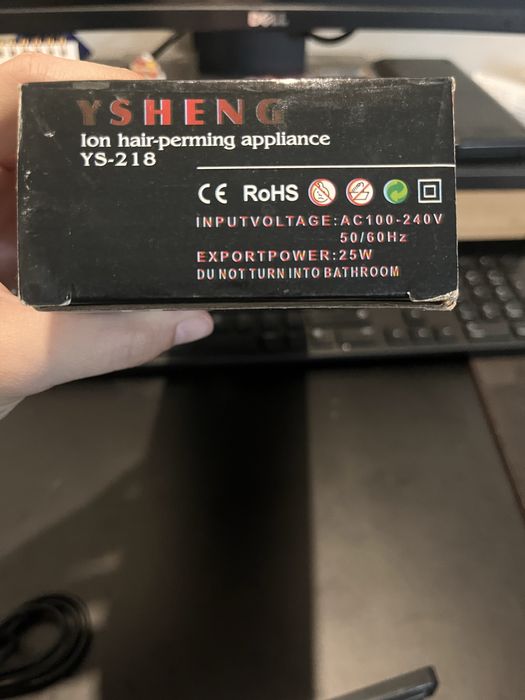 DELL
YSHENG
Ion hair-perming appliance
YS-218
CE RoHS
INPUTVOLTAGE:AC100-240V
50/60Hz
EXPORTPOWER:25W
DU NOT TURN INTO BATHROOM